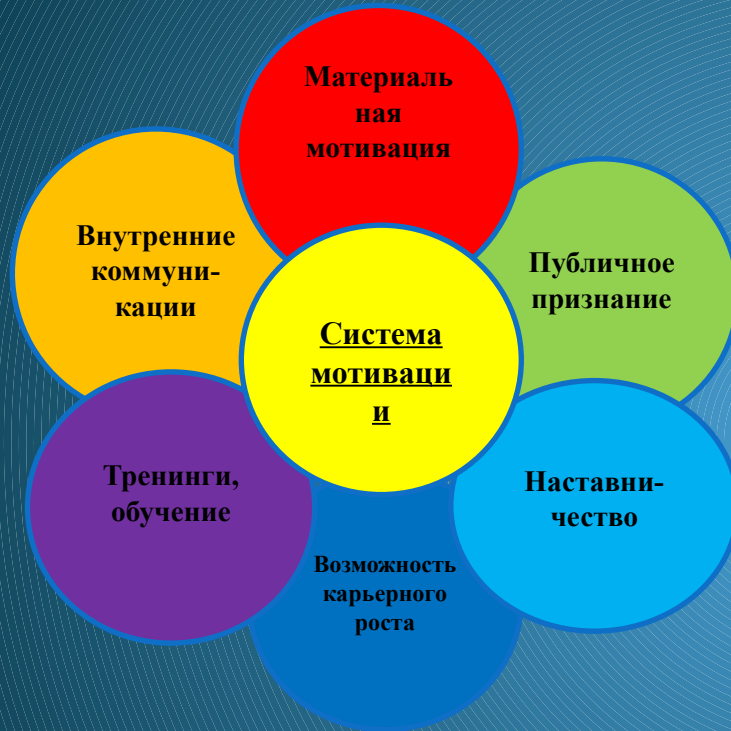 Материаль
ная
мотивация
Внутренние
коммуни-
кации
Публичное
признание
Система
мотиваци
и
Тренинги,
обучение
Наставни-
чество
Возможность
карьерного
роста